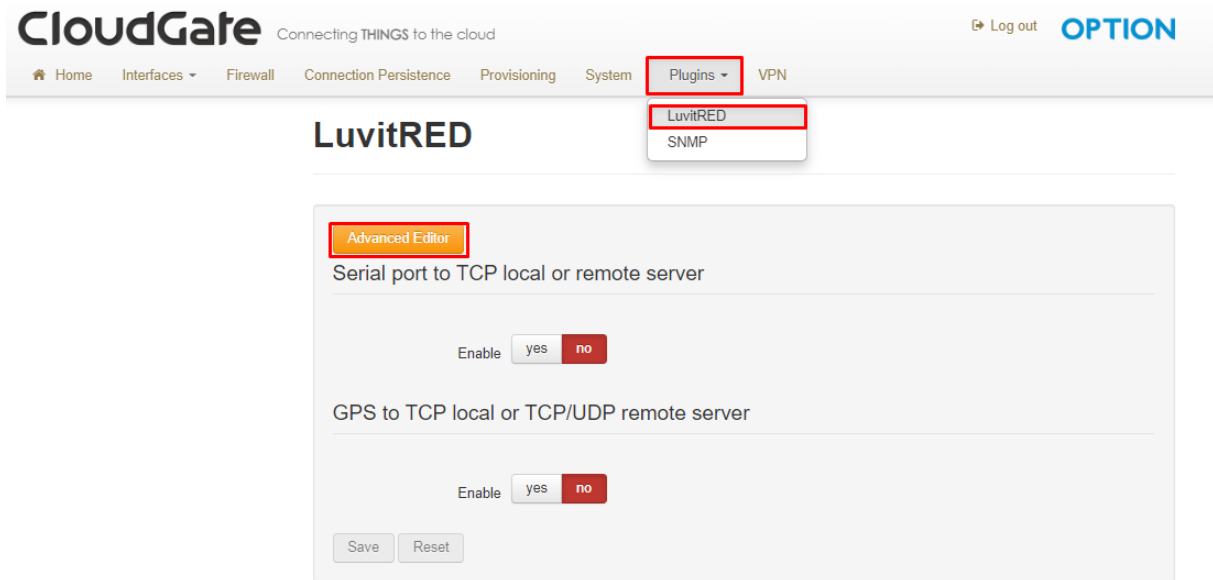 CloudGate Connecting THINGS to the cloud Log out OPTION
Home Interfaces Firewall Connection Persistence Provisioning System Plugins VPN
LuvitRED
SNMP
LuvitRED
Advanced Editor
Serial port to TCP local or remote server
Enable yes no
GPS to TCP local or TCP/UDP remote server
Enable yes no
Save Reset